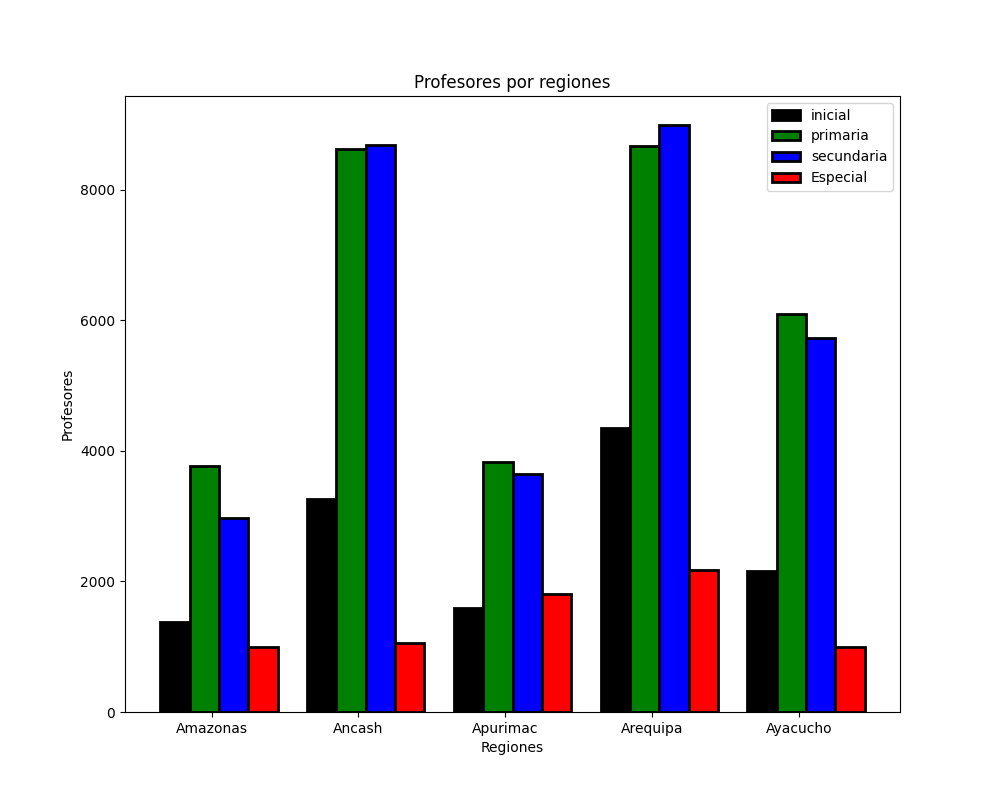 Profesores por regiones
inicial
primaria
secundaria
Especial
8000
6000
4000
2000
0
Profesores
Amazonas Ancash Apurimac Arequipa Ayacucho
Regiones